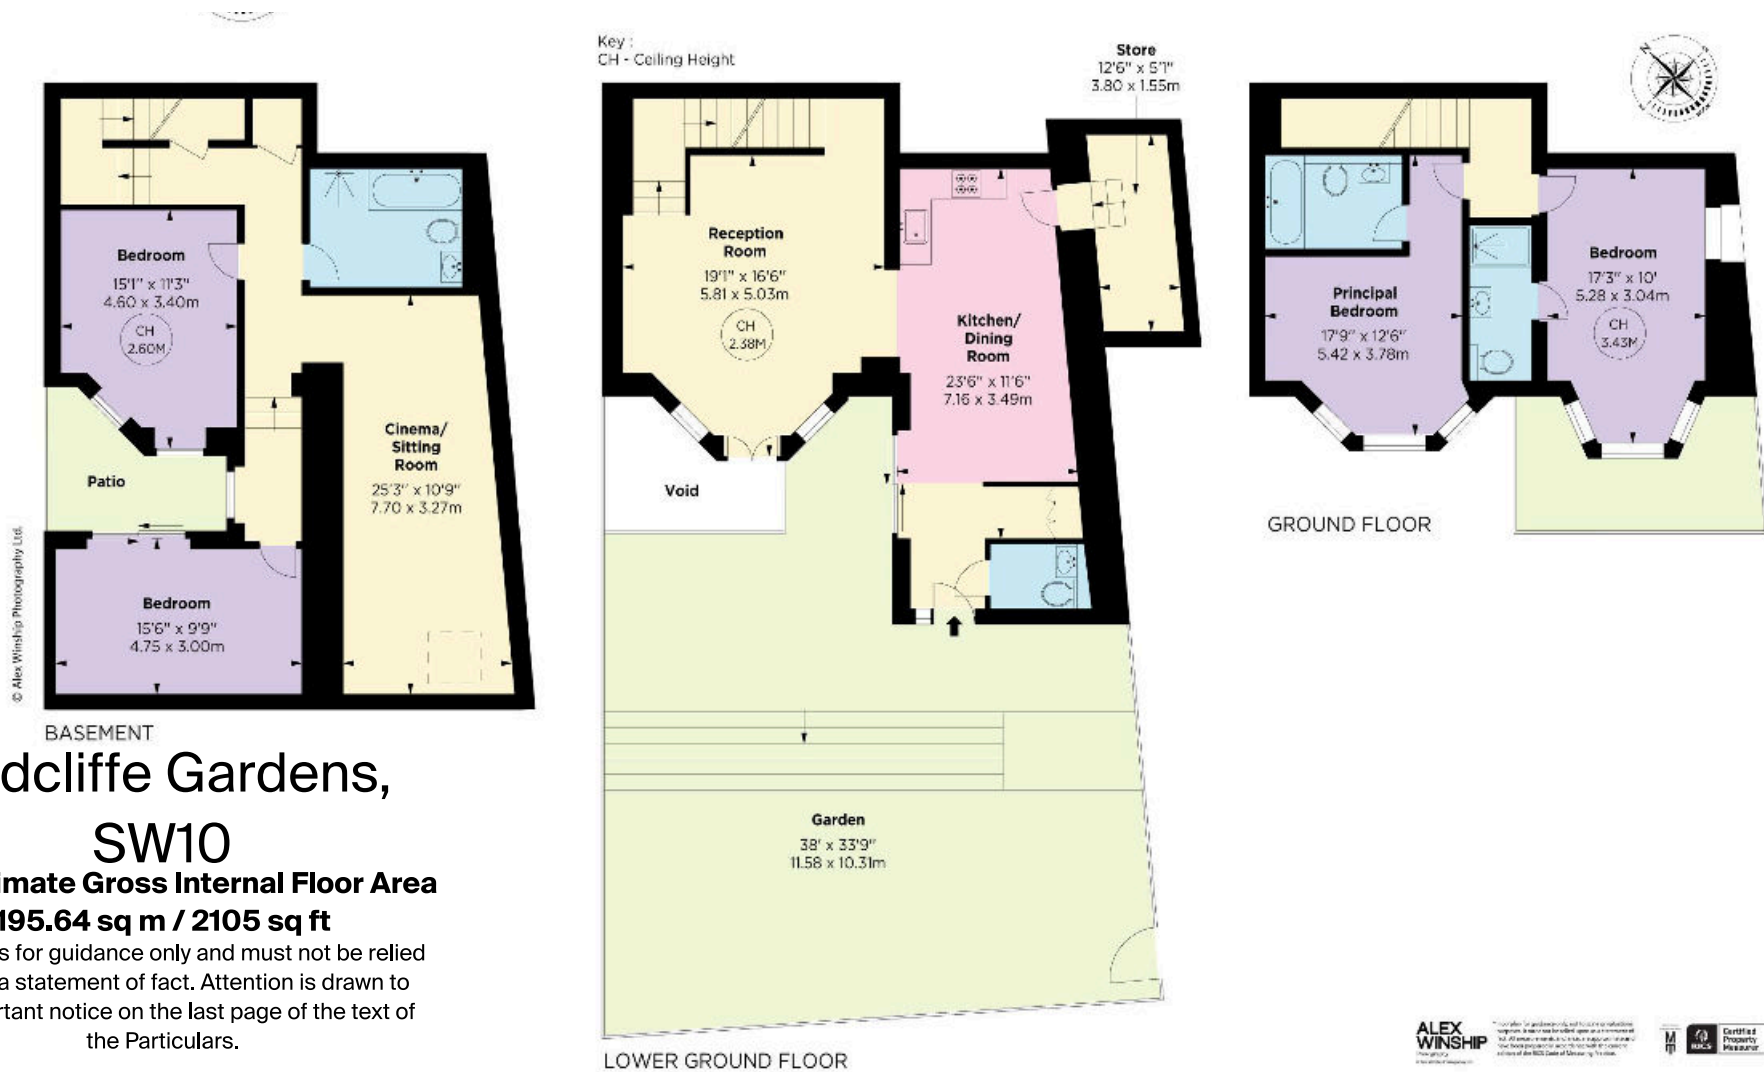 Key :
CH - Ceiling Height
Store
12'6" x 5'1"
3.80 x 1.55m
Bedroom
15'1" x 11'3"
4.60 x 3.40m
CH
2.60M
Patio
Cinema/
Sitting
Room
25'3" x 10'9"
7.70 x 3.27m
Bedroom
15'6" x 9'9"
4.75 x 3.00m
© Alex Winship Photography Ltd.
BASEMENT
Reception
Room
19'1" x 16'6"
5.81 x 5.03m
CH
2.38M
Kitchen/
Dining
Room
23'6" x 11'6"
7.16 x 3.49m
Void
Garden
38' x 33'9"
11.58 x 10.31m
LOWER GROUND FLOOR
Principal
Bedroom
17'9" x 12'6"
5.42 x 3.78m
Bedroom
17'3" x 10'
5.28 x 3.04m
CH
3.43M
GROUND FLOOR
dcliffe Gardens,
SW10
imate Gross Internal Floor Area
195.64 sq m / 2105 sq ft
s for guidance only and must not be relied
a statement of fact. Attention is drawn to
rtant notice on the last page of the text of
the Particulars.
ALEX
WINSHIP
RICS
Certified
Property
Measurer